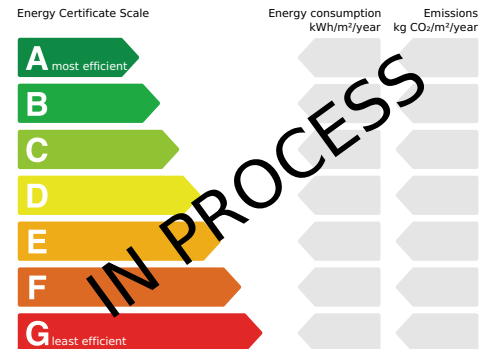 Energy Certificate Scale
Energy consumption
kWh/m²/year
Emissions
kg CO₂/m²/year
A most efficient
B
C
D
E
F
G least efficient
IN PROCESS